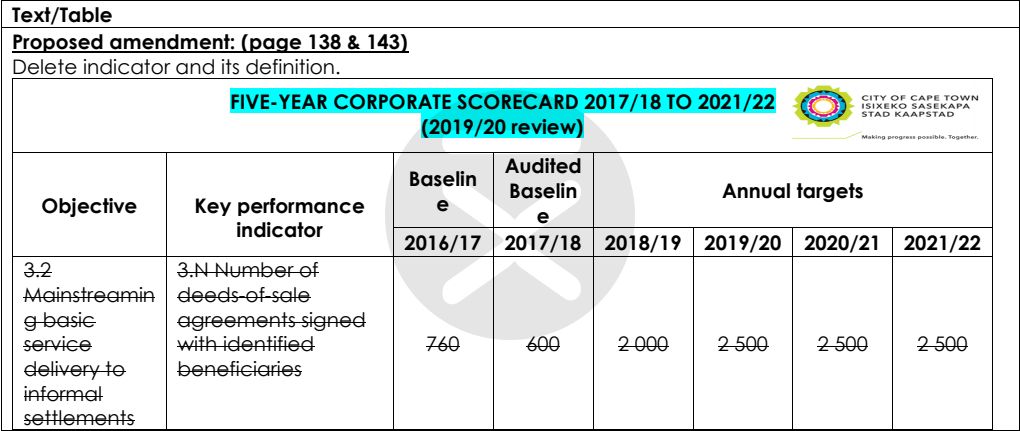 Text/Table
Proposed amendment: (page 138 & 143)
Delete indicator and its definition.
FIVE-YEAR CORPORATE SCORECARD 2017/18 TO 2021/22
(2019/20 review)
CITY OF CAPE TOWN
ISIXEKO SASEKAPA
STAD KAAPSTAD
Making progress possible. Together.
Objective
Key performance
indicator
Baselin
e
Audited
Baselin
e
Annual targets
2016/17 2017/18 2018/19 2019/20 2020/21 2021/22
3.2
Mainstreamin
g basic
service
delivery to
informal
settlements
3.N Number of
deeds-of-sale
agreements signed
with identified
beneficiaries
760 600 2 000 2 500 2 500 2 500